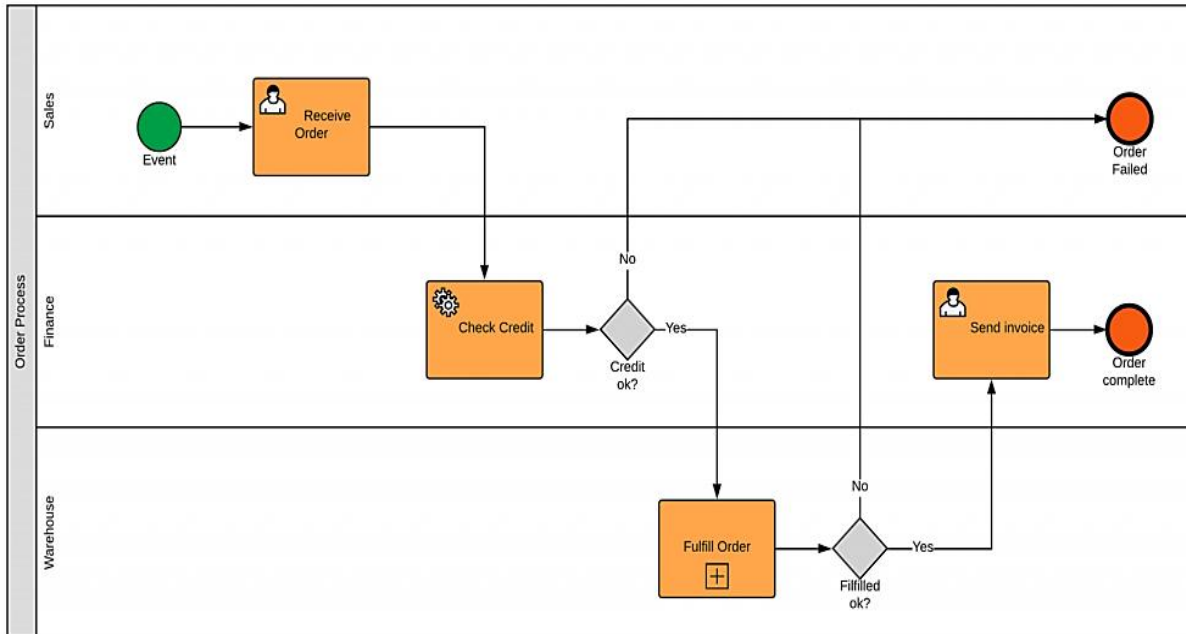 Order Process
Sales
Event
Receive
Order
Order
Failed
Finance
Check Credit
No
Credit
ok?
Yes
Send invoice
Order
complete
Warehouse
Fulfill Order
No
Filfilled
ok?
Yes